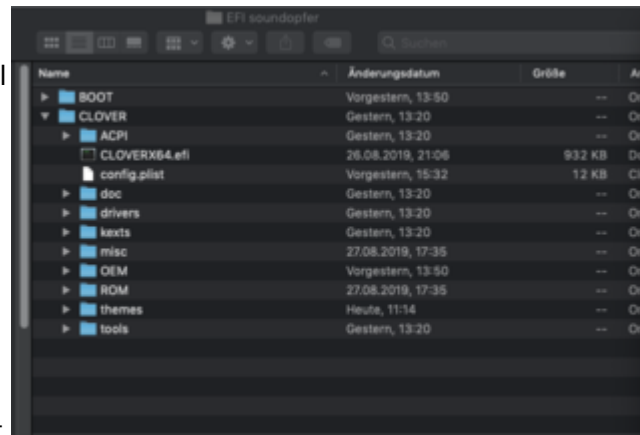 EFI soundopfer
Suchen
Name Änderungsdatum Größe
BOOT Vorgestern, 13:50 --
CLOVER Gestern, 13:20 --
ACPI Gestern, 13:20 --
CLOVERX64.efi 26.08.2019, 21:06 932 KB
config.plist Vorgestern, 15:32 12 KB
doc Gestern, 13:20 --
drivers Gestern, 13:20 --
kexts Gestern, 13:20 --
misc 27.08.2019, 17:35 --
OEM Vorgestern, 13:50 --
ROM 27.08.2019, 17:35 --
themes Heute, 11:14 --
tools Gestern, 13:20 --